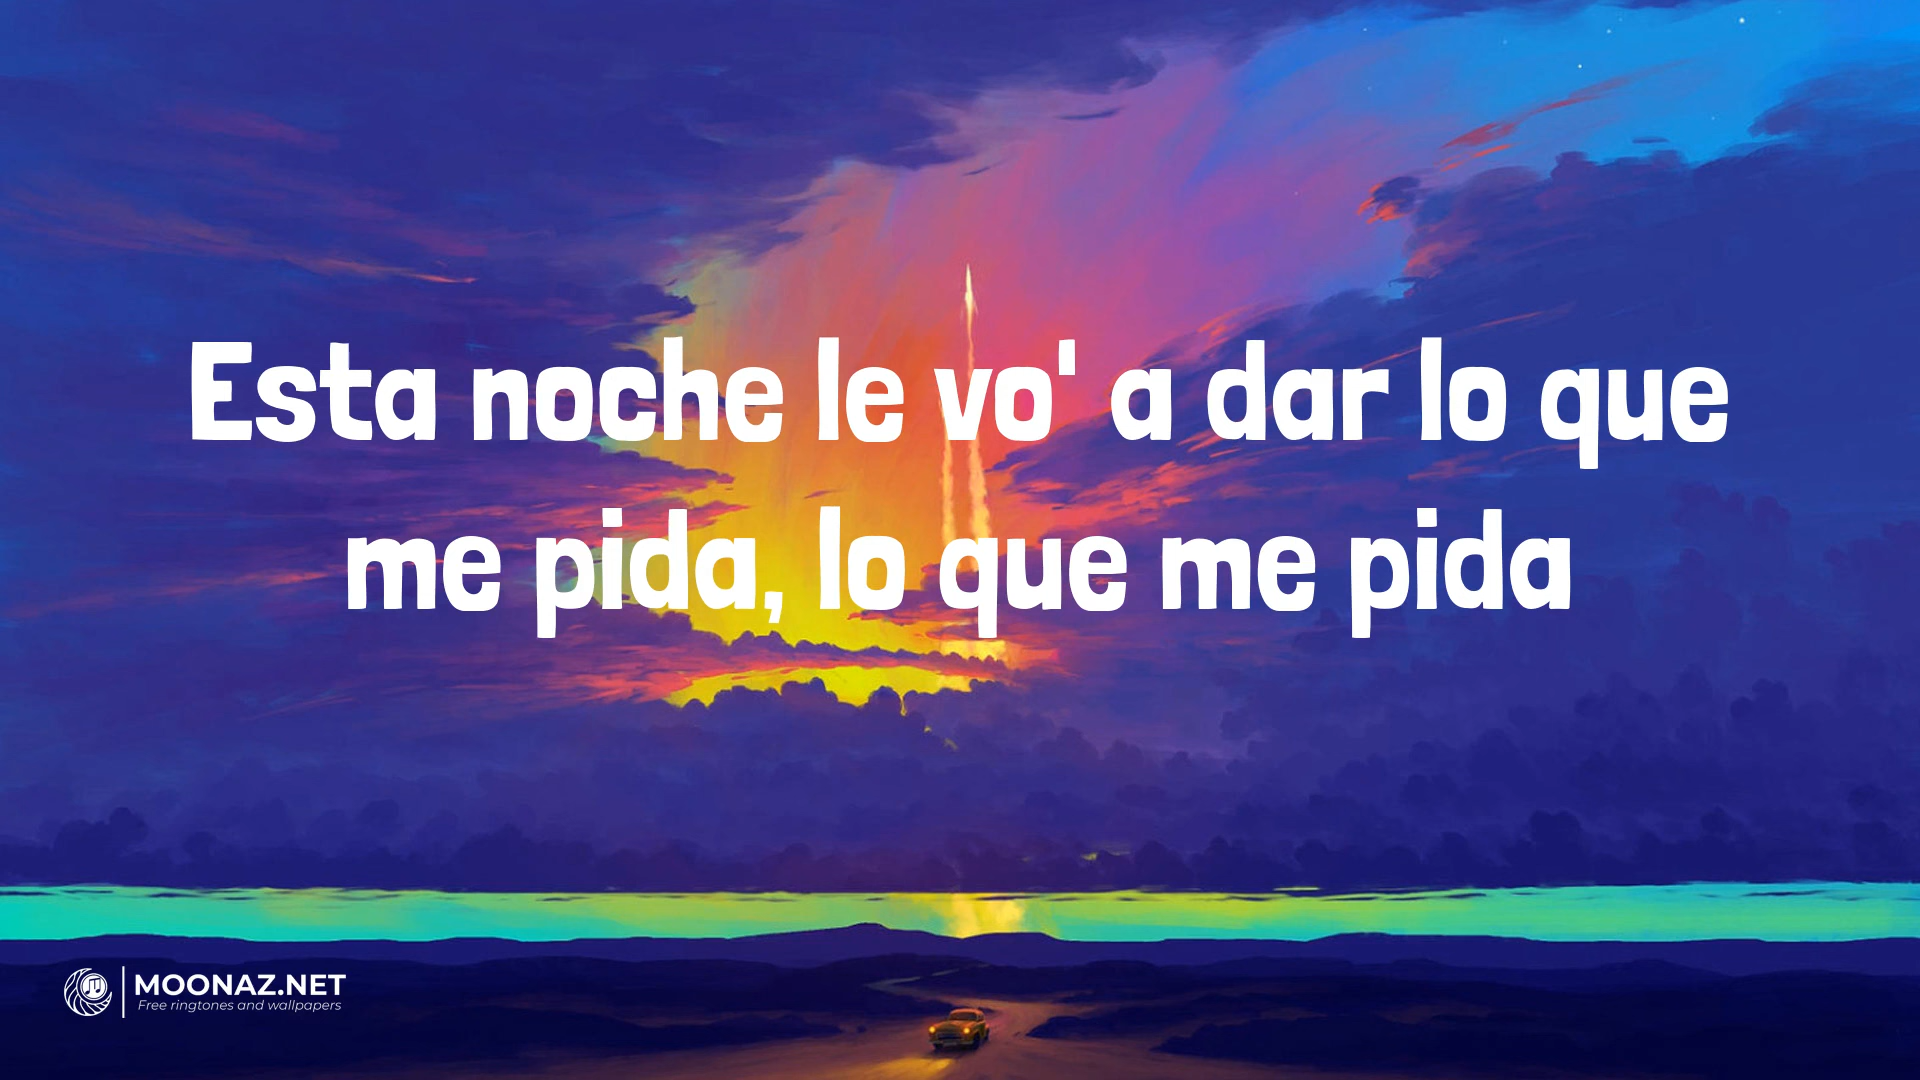 Esta noche le vo' a dar lo que
me pida, lo que me pida
MOONAZ.NET
Free ringtones and wallpapers